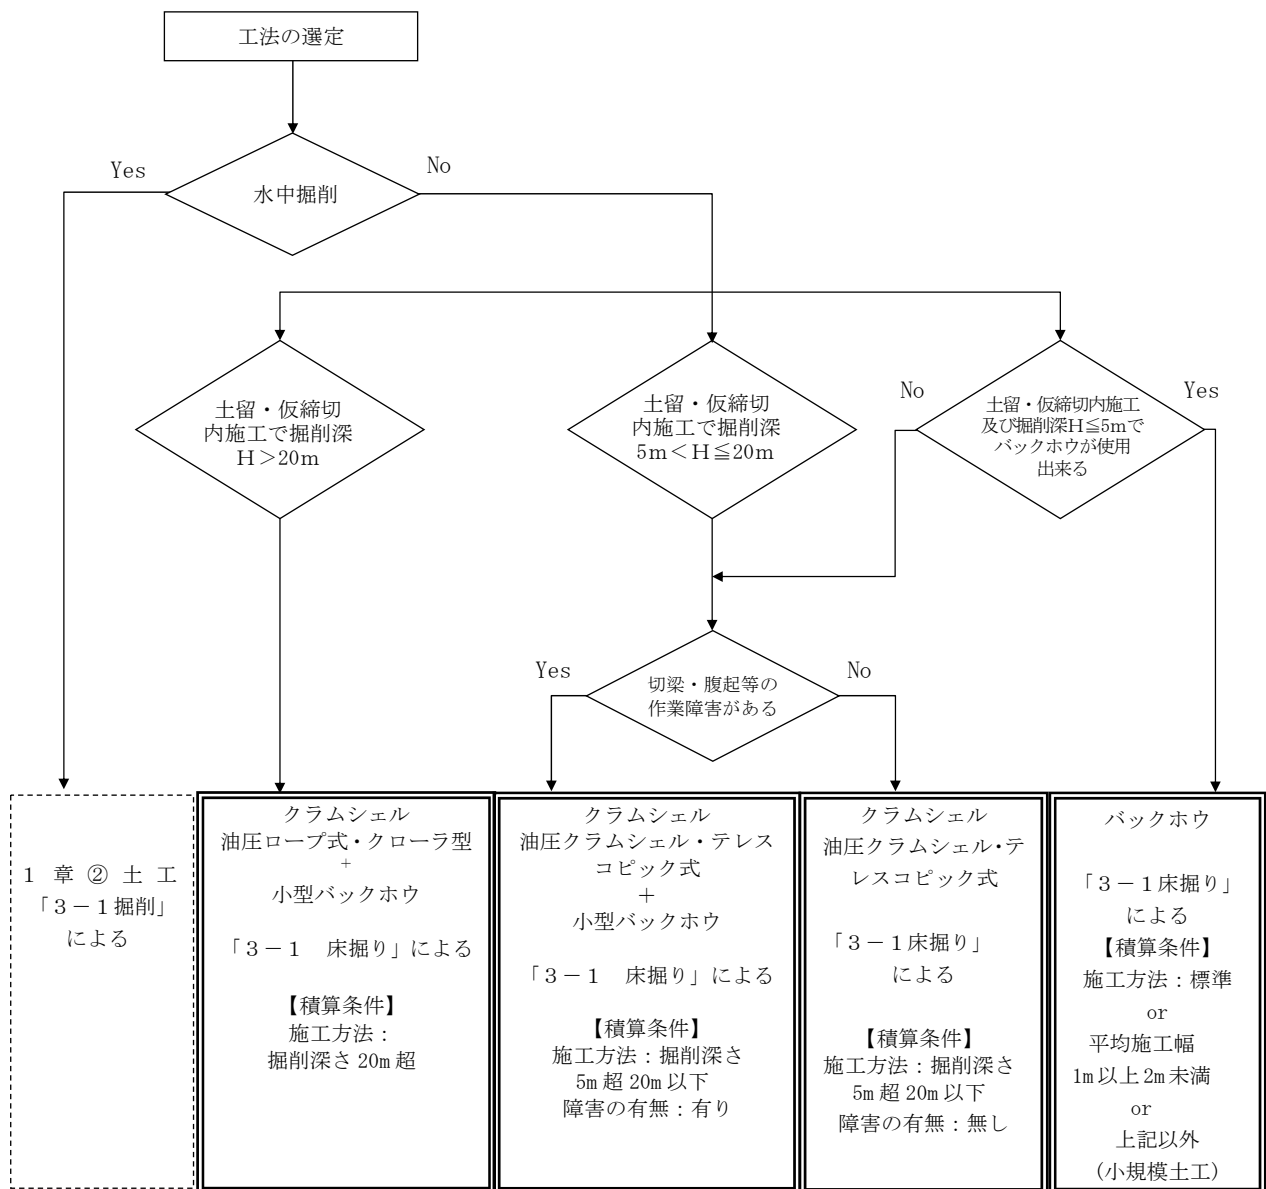 工法の選定
Yes
No
水中掘削
土留・仮締切
内施工で掘削深
H>20m
土留・仮締切
内施工で掘削深
5m<H≦20m
No
Yes
土留・仮締切内施工
及び掘削深H≦5mで
バックホウが使用
出来る
Yes
No
切梁・腹起等の
作業障害がある
1 章 ② 土 工
「3-1掘削」
による
クラムシェル
油圧ロープ式・クローラ型
+
小型バックホウ
「3-1 床掘り」による
【積算条件】
施工方法:
掘削深さ 20m 超
クラムシェル
油圧クラムシェル・テレス
コピック式
+
小型バックホウ
「3-1 床掘り」による
【積算条件】
施工方法:掘削深さ
5m 超 20m 以下
障害の有無:有り
クラムシェル
油圧クラムシェル・テ
レスコピック式
「3-1床掘り」
による
【積算条件】
施工方法:掘削深さ
5m 超 20m 以下
障害の有無:無し
バックホウ
「3-1床掘り」
による
【積算条件】
施工方法:標準
or
平均施工幅
1m以上2m未満
or
上記以外
(小規模土工)